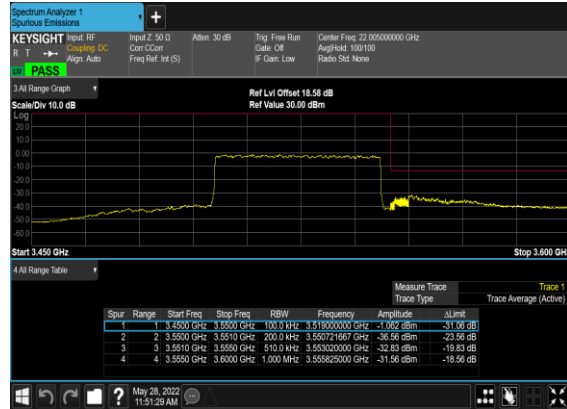 Spectrum Analyzer 1
Spurious Emissions
KEYSIGHT Input: RF Input Z: 50 Ω Atten: 30 dB Trig: Free Run Center Freq: 22.005000000 GHz
R T Coupling: DC Corr CCorr Gate: Off Avg|Hold: 100/100
Align: Auto Freq Ref: Int (S) IF Gain: Low Radio Std: None
PASS
3 All Range Graph
Ref Lvl Offset 18.58 dB
Scale/Div 10.0 dB Ref Value 30.00 dBm
Log
20.0
10.0
0.00
-10.0
-20.0
-30.0
-40.0
-50.0
-60.0
Start 3.450 GHz Stop 3.600 GHz
4 All Range Table
Measure Trace Trace 1
Trace Type Trace Average (Active)
Spur Range Start Freq Stop Freq RBW Frequency Amplitude ΔLimit
1 1 3.4500 GHz 3.5500 GHz 100.0 kHz 3.519000000 GHz -1.062 dBm -31.06 dB
2 2 3.5500 GHz 3.5510 GHz 200.0 kHz 3.550721667 GHz -36.56 dBm -23.56 dB
3 3 3.5510 GHz 3.5550 GHz 510.0 kHz 3.553020000 GHz -32.83 dBm -19.83 dB
4 4 3.5550 GHz 3.6000 GHz 1.000 MHz 3.555825000 GHz -31.56 dBm -18.56 dB
? May 28, 2022
11:51:29 AM